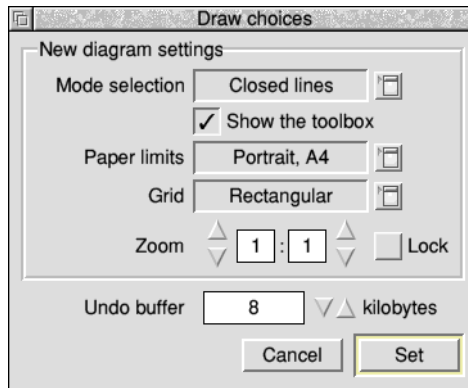 Draw choices
New diagram settings
Mode selection Closed lines
Show the toolbox
Paper limits Portrait, A4
Grid Rectangular
Zoom 1 : 1 Lock
Undo buffer 8 kilobytes
Cancel Set